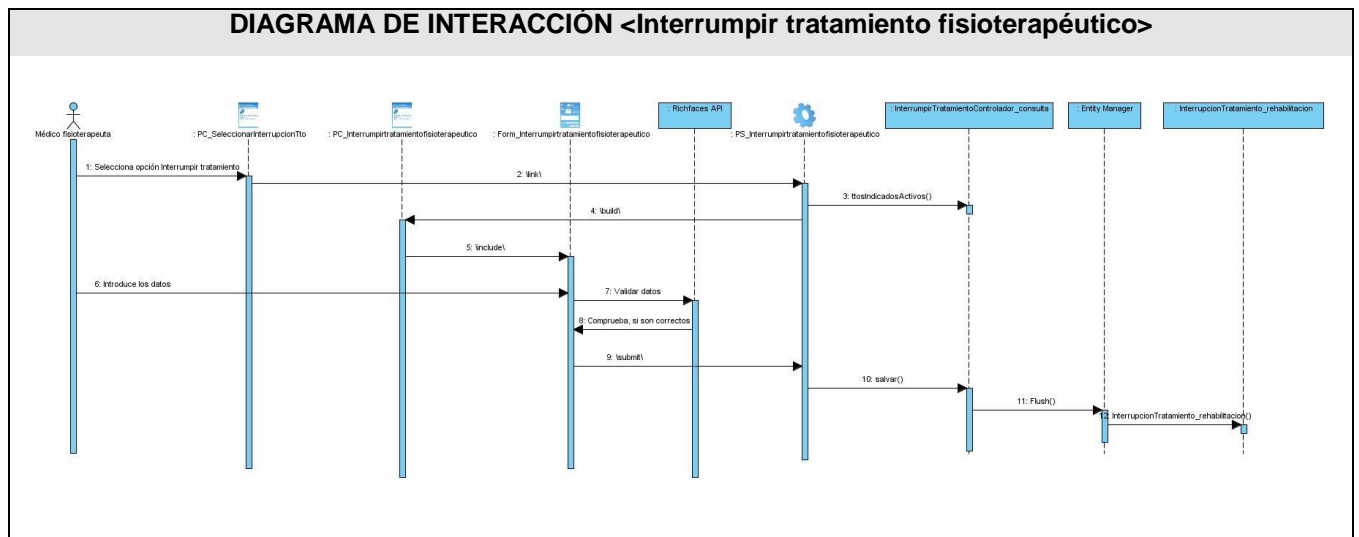 DIAGRAMA DE INTERACCIÓN <Interrumpir tratamiento fisioterapéutico>
Médico fisioterapeuta
: PC_SeleccionarInterrupcionTto
: PC_Interrumpirtratamientofisioterapeutico
: Form_Interrumpirtratamientofisioterapeutico
: Richfaces API
: PS_Interrumpirtratamientofisioterapeutico
: InterrumpirTratamientoControlador_consulta
: Entity Manager
: InterrupcionTratamiento_rehabilitacion
1: Selecciona opción Interrumpir tratamiento
2: \link\
3: ttosIndicadosActivos()
4: \build\
5: \include\
6: Introduce los datos
7: Validar datos
8: Comprueba, si son correctos
9: \submit\
10: salvar()
11: Flush()
12: InterrupcionTratamiento_rehabilitacion()